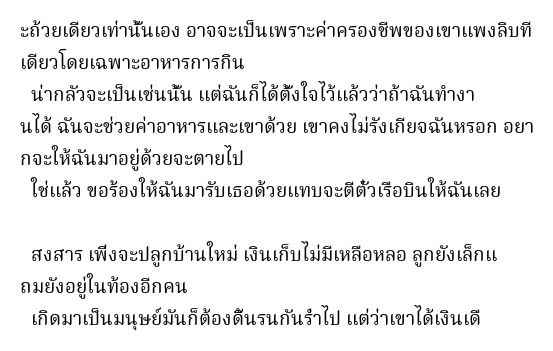 ะถ้วยเดียวเท่านั้นเอง อาจจะเป็นเพราะค่าครองชีพของเขาแพงลิบที
เดียวโดยเฉพาะอาหารการกิน
น่ากลัวจะเป็นเช่นนั้น แต่ฉันก็ได้ตั้งใจไว้แล้วว่าถ้าฉันทำงา
นได้ ฉันจะช่วยค่าอาหารและเขาด้วย เขาคงไม่รังเกียจฉันหรอก อยา
กจะให้ฉันมาอยู่ด้วยจะตายไป
ใช่แล้ว ขอร้องให้ฉันมารับเธอด้วยแทบจะตีตั๋วเรือบินให้ฉันเลย
สงสาร เพิ่งจะปลูกบ้านใหม่ เงินเก็บไม่มีเหลือหลอ ลูกยังเล็กแ
ถมยังอยู่ในท้องอีกคน
เกิดมาเป็นมนุษย์มันก็ต้องดิ้นรนกันร่ำไป แต่ว่าเขาได้เงินเดื